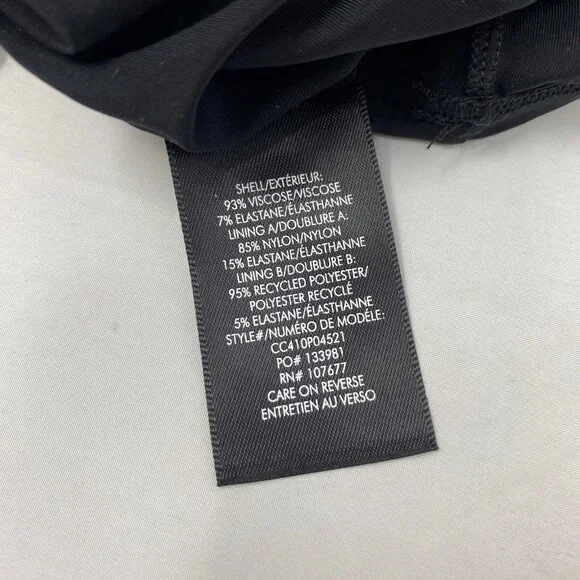 SHELL/EXTÉRIEUR:
93% VISCOSE/VISCOSE
7% ELASTANE/ÉLASTHANNE
LINING A/DOUBLURE A:
85% NYLON/NYLON
15% ELASTANE/ÉLASTHANNE
LINING B/DOUBLURE B:
95% RECYCLED POLYESTER/
POLYESTER RECYCLÉ
5% ELASTANE/ÉLASTHANNE
STYLE#/NUMÉRO DE MODÉLE:
CC410P04521
PO# 133981
RN# 107677
CARE ON REVERSE
ENTRETIEN AU VERSO